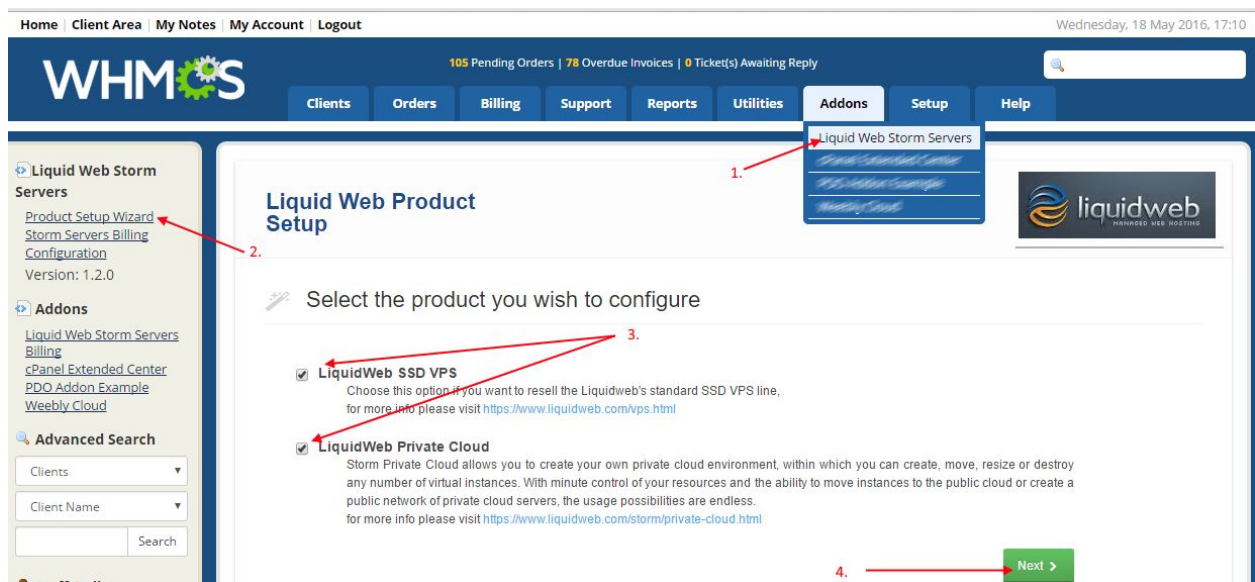 Home | Client Area | My Notes | My Account | Logout
Wednesday, 18 May 2016, 17:10
WHMCS
105 Pending Orders | 78 Overdue Invoices | 0 Ticket(s) Awaiting Reply
Clients Orders Billing Support Reports Utilities Addons Setup Help
Liquid Web Storm Servers
1.
Liquid Web Storm
Servers
Product Setup Wizard
Storm Servers Billing
Configuration
Version: 1.2.0
2.
Addons
Liquid Web Storm Servers
Billing
cPanel Extended Center
PDO Addon Example
Weebly Cloud
Advanced Search
Clients
Client Name
Search
Liquid Web Product
Setup
liquidweb
MANAGED WEB HOSTING
Select the product you wish to configure
3.
LiquidWeb SSD VPS
Choose this option if you want to resell the Liquidweb's standard SSD VPS line,
for more info please visit https://www.liquidweb.com/vps.html
LiquidWeb Private Cloud
Storm Private Cloud allows you to create your own private cloud environment, within which you can create, move, resize or destroy
any number of virtual instances. With minute control of your resources and the ability to move instances to the public cloud or create a
public network of private cloud servers, the usage possibilities are endless.
for more info please visit https://www.liquidweb.com/storm/private-cloud.html
4.
Next >